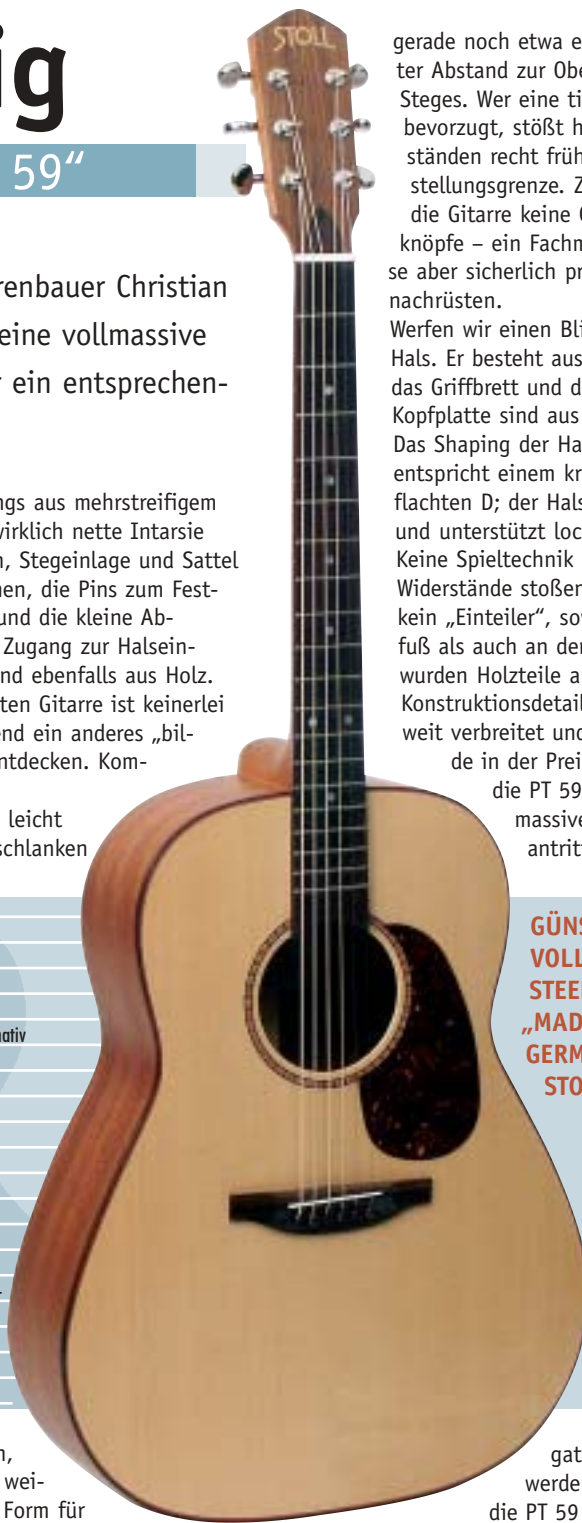 ig
59“
renbauer Christian
eine vollmassive
r ein entsprechen-
ngs aus mehrstreifigem
wirklich nette Intarsie
n, Stegeinlage und Sattel
hen, die Pins zum Fest-
und die kleine Ab-
Zugang zur Halsein-
nd ebenfalls aus Holz.
ten Gitarre ist keinerlei
end ein anderes „bil-
ntdecken. Kom-
leicht
schlanken
nativ
n,
wei-
Form für
STOLL
gerade noch etwa e
ter Abstand zur Obe
Steges. Wer eine ti
bevorzugt, stößt h
ständen recht früh
stellungsgrenze. Z
die Gitarre keine G
knöpfe – ein Fachm
se aber sicherlich pr
nachrüsten.
Werfen wir einen Bli
Hals. Er besteht aus
das Griffbrett und d
Kopfplatte sind aus
Das Shaping der Ha
entspricht einem kr
flachten D; der Hals
und unterstützt loc
Keine Spieltechnik
Widerstände stoßen
kein „Einteiler“, sow
fuß als auch an der
wurden Holzteile a
Konstruktionsdetail
weit verbreitet und
de in der Prei
die PT 59
massive
antritt
GÜNS
VOLL
STEEL
„MAD
GERM
STO
gat
werde
die PT 59